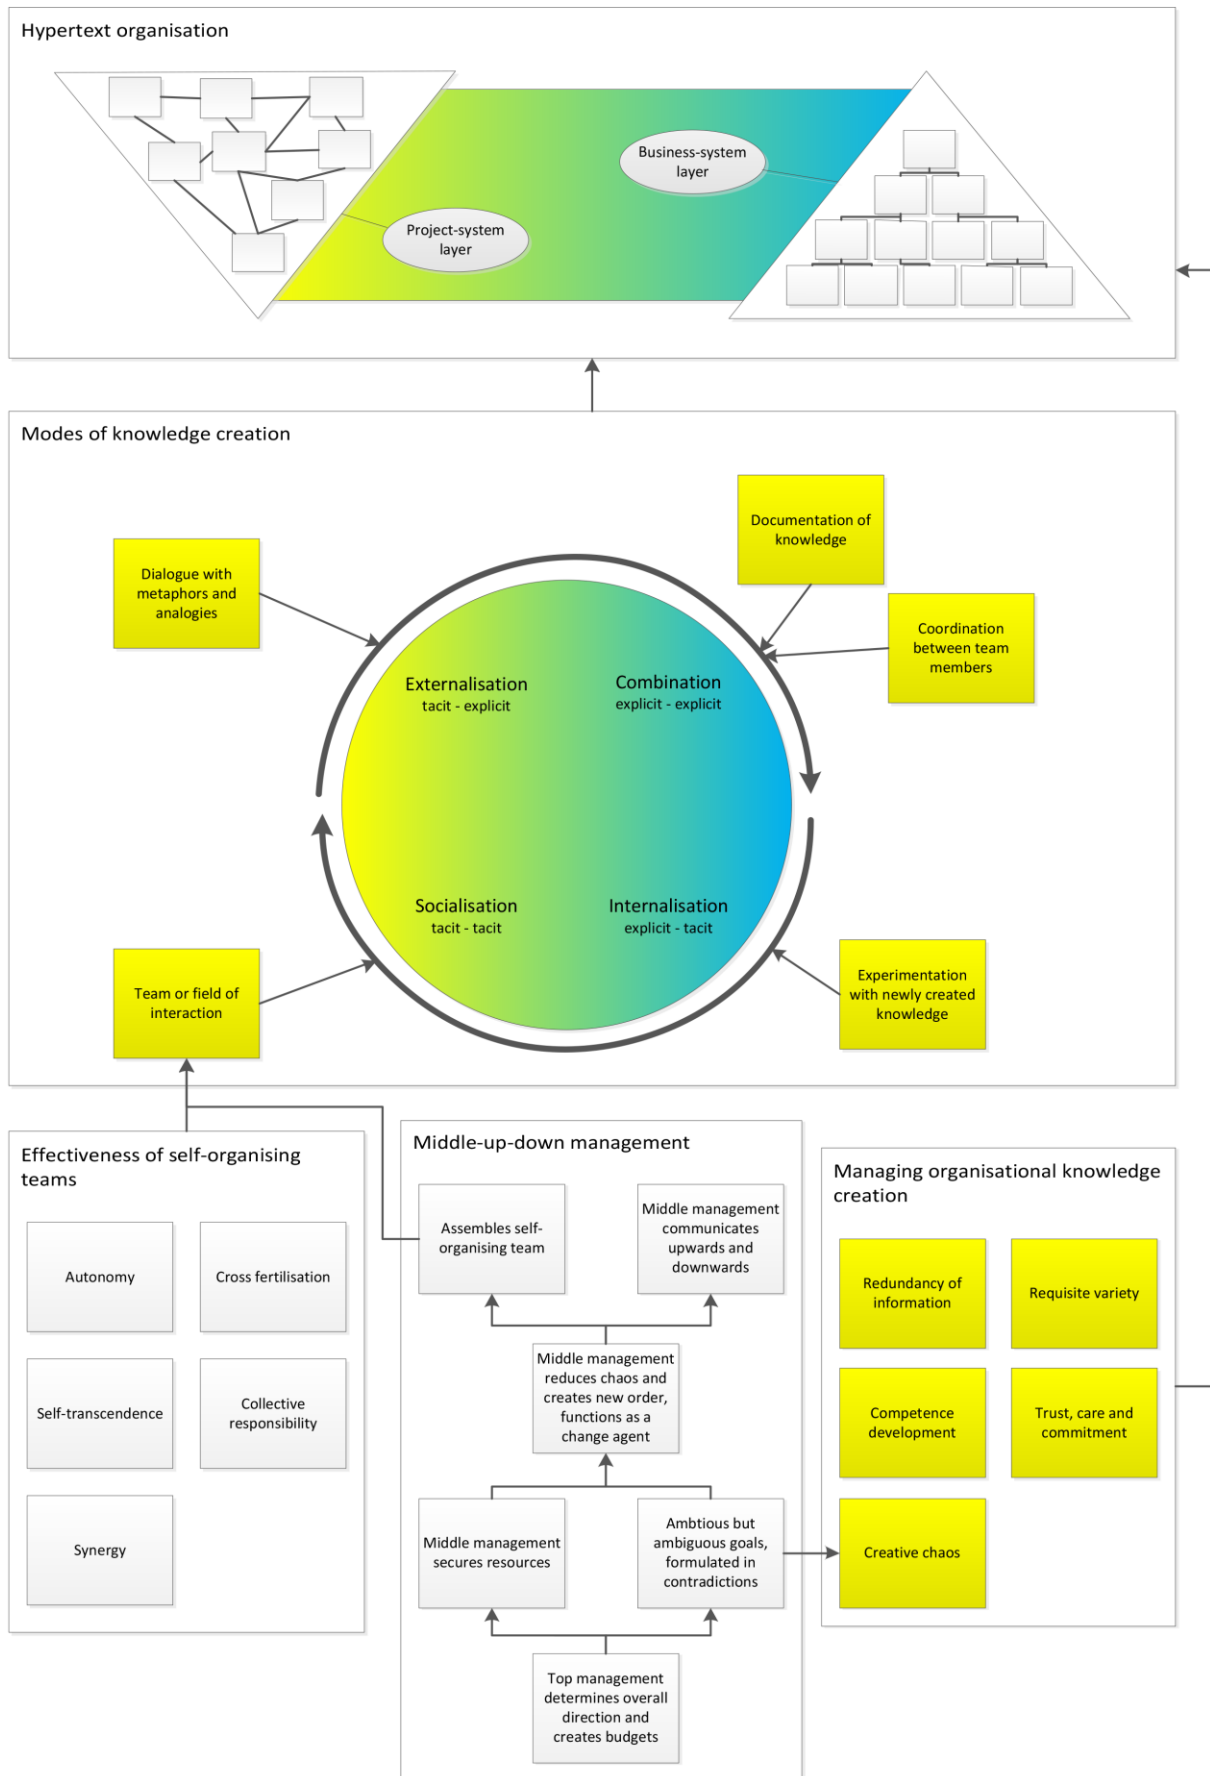 Hypertext organisation
Business-system
layer
Project-system
layer
Modes of knowledge creation
Documentation of
knowledge
Dialogue with
metaphors and
analogies
Coordination
between team
members
Externalisation
tacit - explicit
Combination
explicit - explicit
Socialisation
tacit - tacit
Internalisation
explicit - tacit
Team or field of
interaction
Experimentation
with newly created
knowledge
Effectiveness of self-organising
teams
Autonomy
Cross fertilisation
Self-transcendence
Collective
responsibility
Synergy
Middle-up-down management
Assembles self-
organising team
Middle management
communicates
upwards and
downwards
Middle management
reduces chaos and
creates new order,
functions as a
change agent
Middle management
secures resources
Ambtious but
ambiguous goals,
formulated in
contradictions
Top management
determines overall
direction and
creates budgets
Managing organisational knowledge
creation
Redundancy of
information
Requisite variety
Competence
development
Trust, care and
commitment
Creative chaos